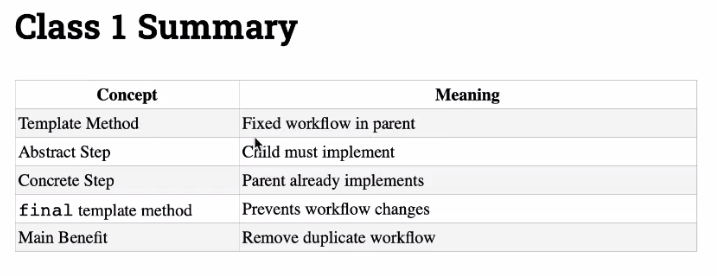 Class 1 Summary
Concept Meaning
Template Method Fixed workflow in parent
Abstract Step Child must implement
Concrete Step Parent already implements
final template method Prevents workflow changes
Main Benefit Remove duplicate workflow